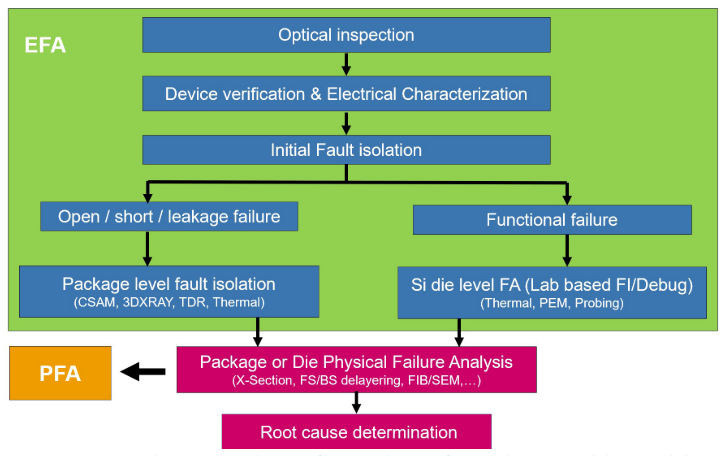 EFA
Optical inspection
Device verification & Electrical Characterization
Initial Fault isolation
Open / short / leakage failure
Functional failure
Package level fault isolation
(CSAM, 3DXRAY, TDR, Thermal)
Si die level FA (Lab based FI/Debug)
(Thermal, PEM, Probing)
PFA
Package or Die Physical Failure Analysis
(X-Section, FS/BS delayering, FIB/SEM,...)
Root cause determination